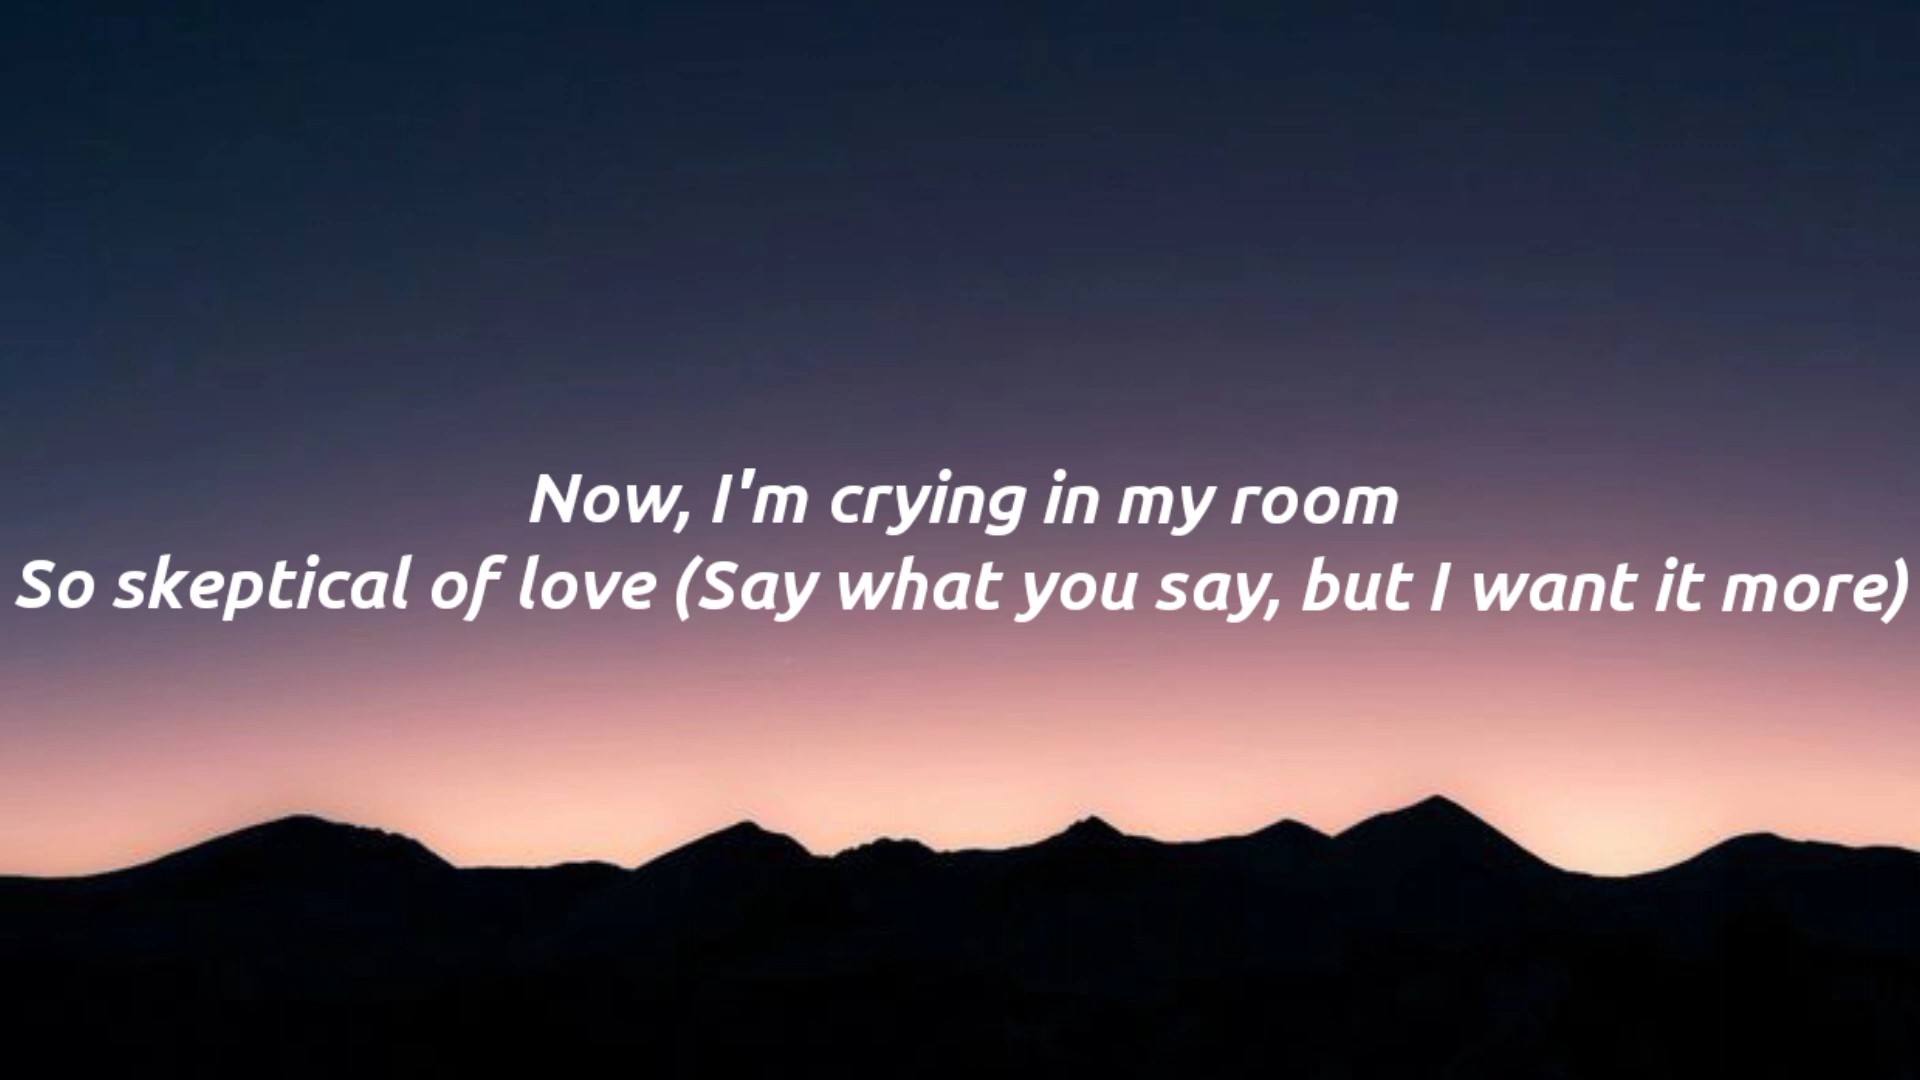 Now, I'm crying in my room
So skeptical of love (Say what you say, but I want it more)